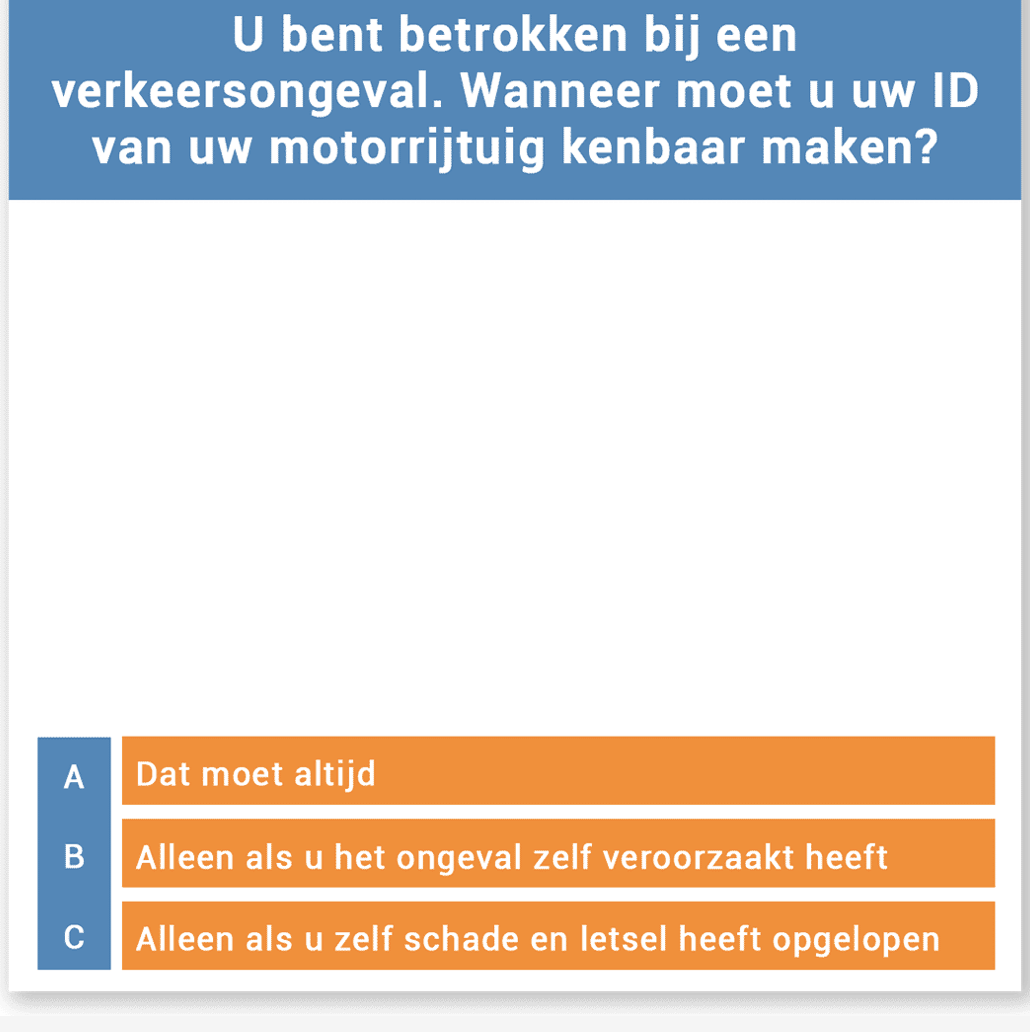 U bent betrokken bij een
verkeersongeval. Wanneer moet u uw ID
van uw motorrijtuig kenbaar maken?
A
Dat moet altijd
B
Alleen als u het ongeval zelf veroorzaakt heeft
C
Alleen als u zelf schade en letsel heeft opgelopen